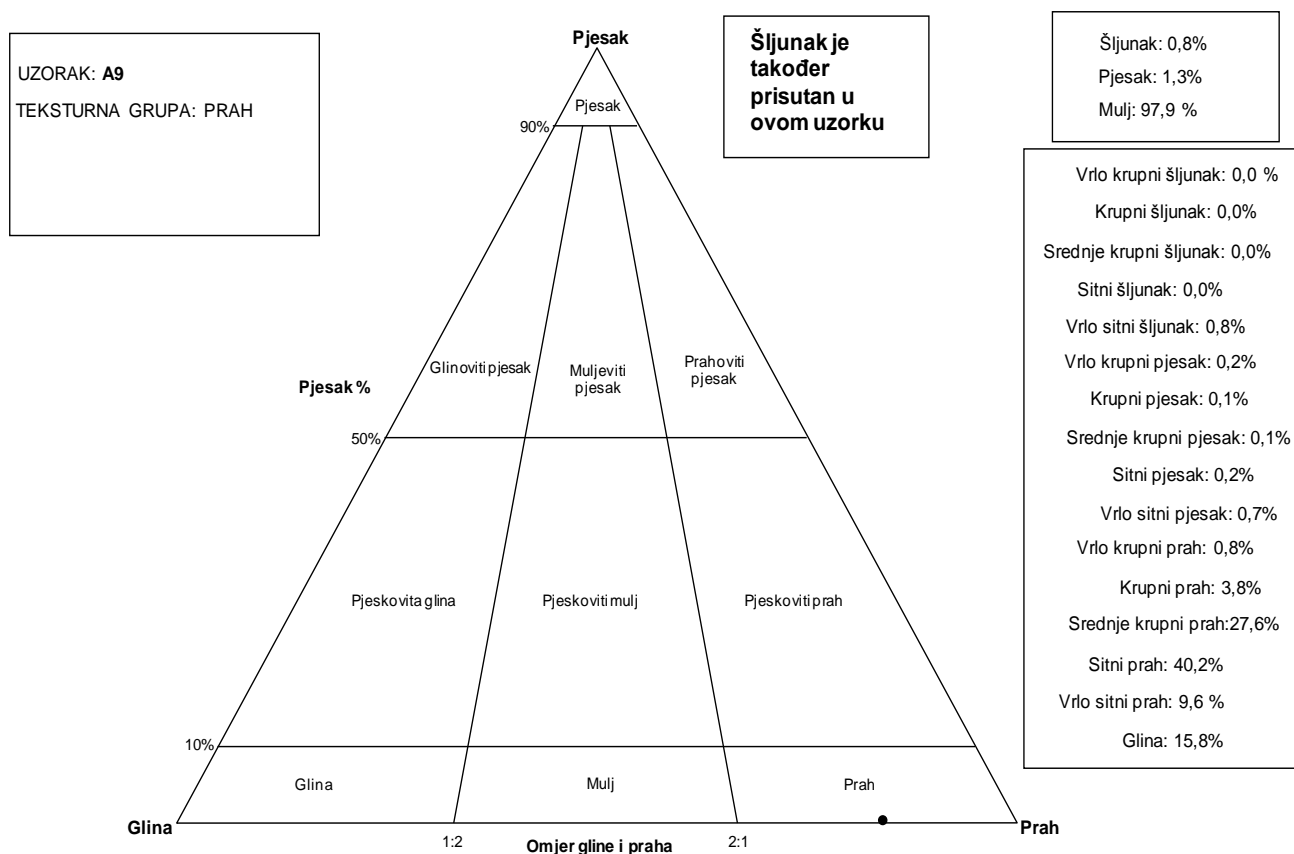 UZORAK: A9
TEKSTURNA GRUPA: PRAH
Pjesak
Pjesak
90%
Šljunak je
također
prisutan u
ovom uzorku
Šljunak: 0,8%
Pjesak: 1,3%
Mulj: 97,9 %
Vrlo krupni šljunak: 0,0 %
Krupni šljunak: 0,0%
Srednje krupni šljunak: 0,0%
Sitni šljunak: 0,0%
Vrlo sitni šljunak: 0,8%
Vrlo krupni pjesak: 0,2%
Krupni pjesak: 0,1%
Srednje krupni pjesak: 0,1%
Sitni pjesak: 0,2%
Vrlo sitni pjesak: 0,7%
Vrlo krupni prah: 0,8%
Krupni prah: 3,8%
Srednje krupni prah:27,6%
Sitni prah: 40,2%
Vrlo sitni prah: 9,6 %
Glina: 15,8%
Glinoviti pjesak
Muljeviti
pjesak
Prahoviti
pjesak
Pjesak %
50%
Pjeskovita glina
Pjeskoviti mulj
Pjeskoviti prah
10%
Glina
Mulj
Prah
Glina
Prah
1:2
Omjer gline i praha
2:1